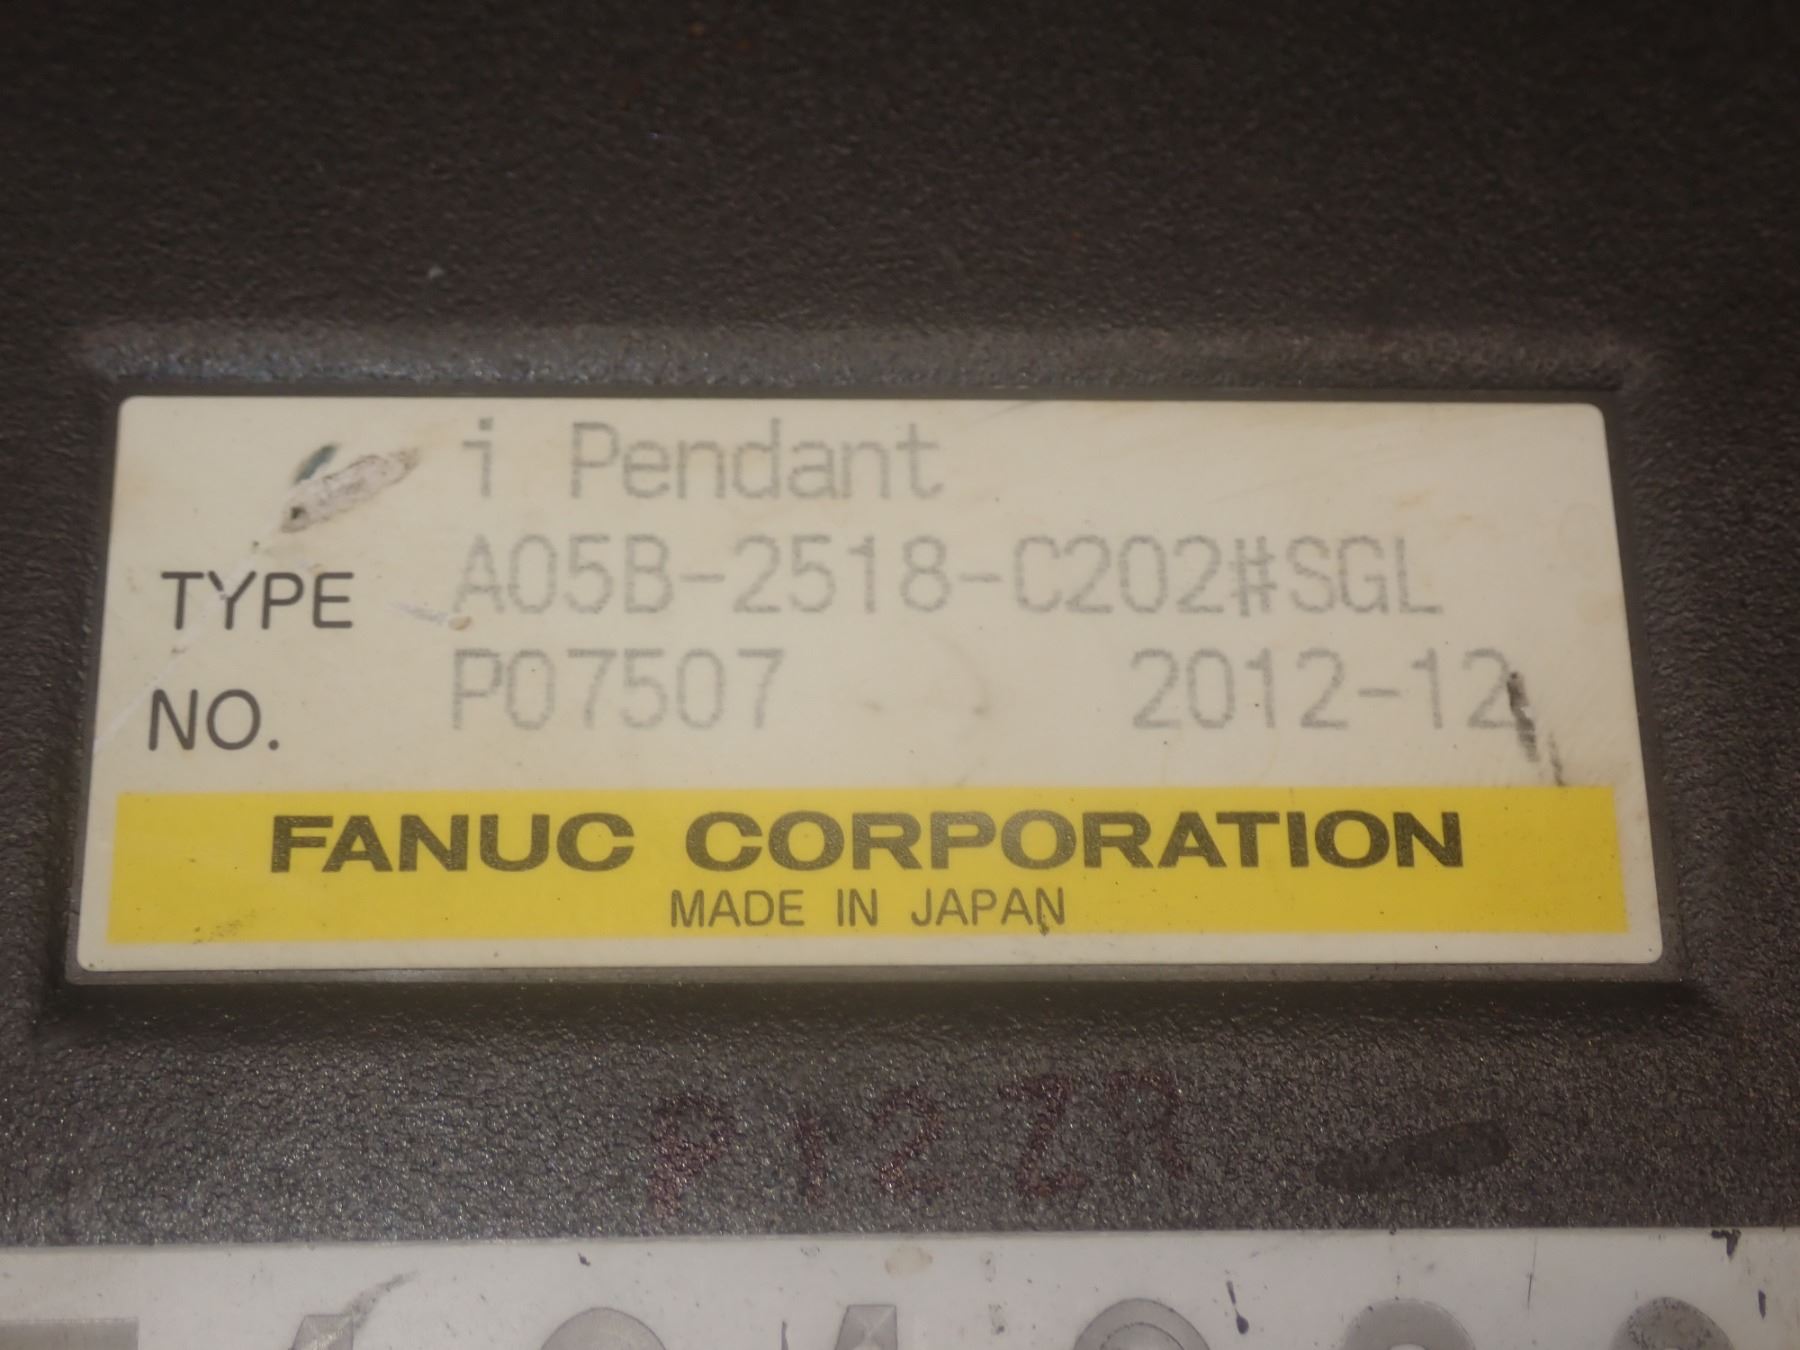 i Pendant
TYPE A05B-2518-C202#SGL
NO. P07507 2012-12
FANUC CORPORATION
MADE IN JAPAN